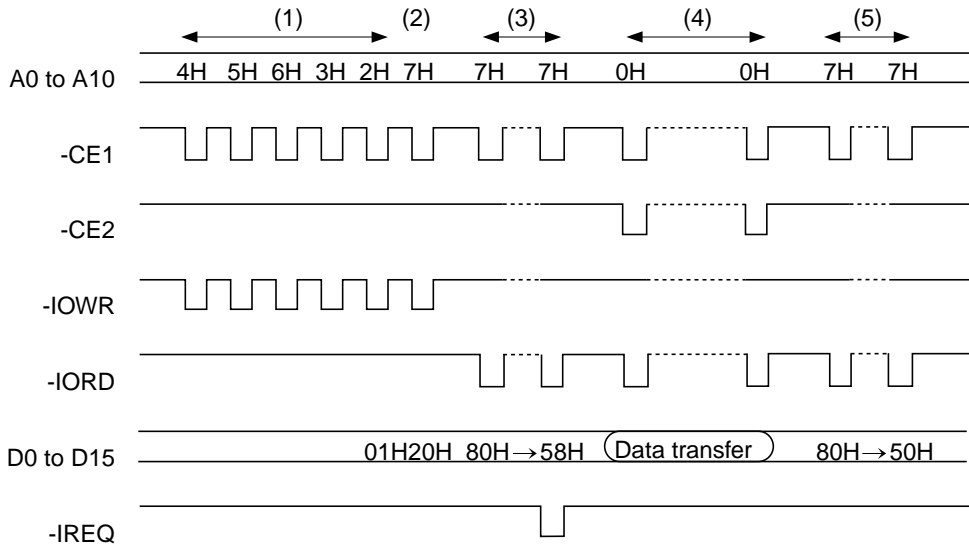 (1) (2) (3) (4) (5)
A0 to A10 4H 5H 6H 3H 2H 7H 7H 7H 0H 0H 7H 7H
-CE1
-CE2
-IOWR
-IORD
D0 to D15 01H20H 80H→58H Data transfer 80H→50H
-IREQ